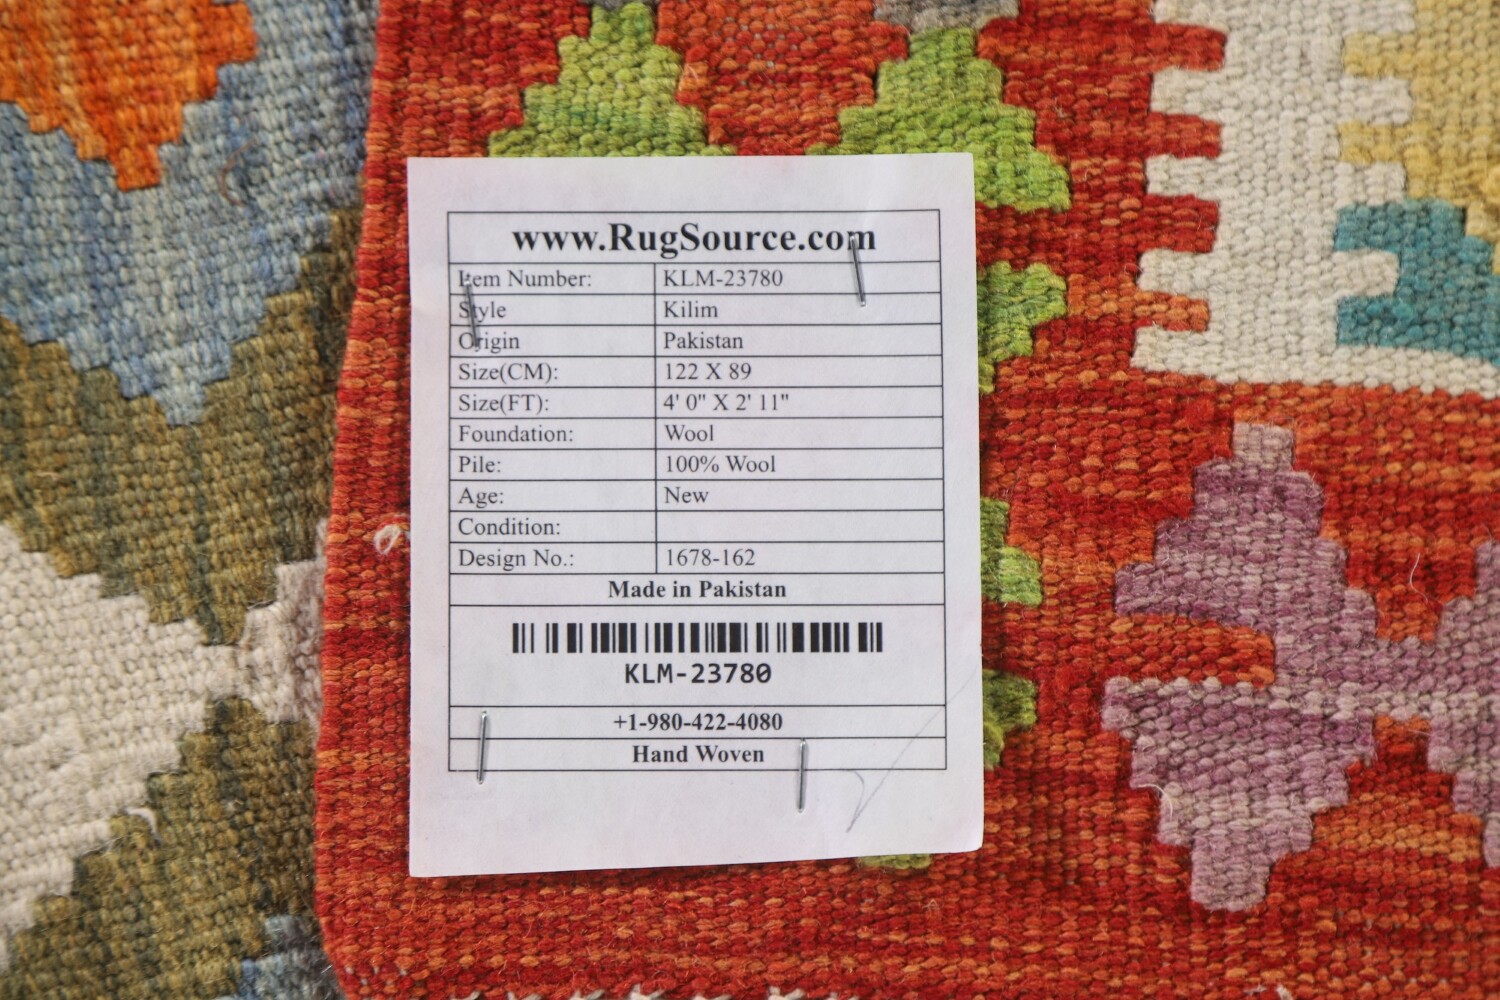 www.RugSource.com
Item Number: KLM-23780
Style Kilim
Origin Pakistan
Size(CM): 122 X 89
Size(FT): 4' 0" X 2' 11"
Foundation: Wool
Pile: 100% Wool
Age: New
Condition:
Design No.: 1678-162
Made in Pakistan
KLM-23780
+1-980-422-4080
Hand Woven